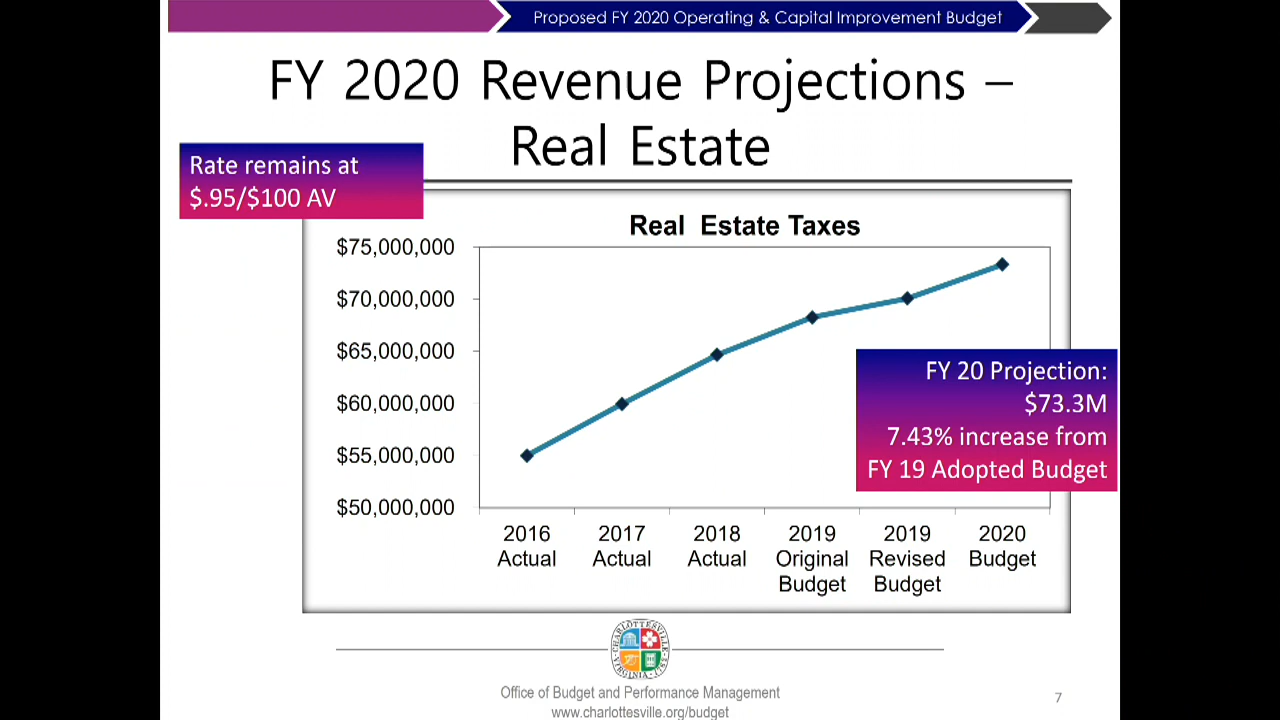 Proposed FY 2020 Operating & Capital Improvement Budget
FY 2020 Revenue Projections –
Real Estate
Rate remains at
$.95/$100 AV
Real Estate Taxes
$75,000,000
$70,000,000
$65,000,000
$60,000,000
$55,000,000
$50,000,000
FY 20 Projection:
$73.3M
7.43% increase from
FY 19 Adopted Budget
2016 Actual
2017 Actual
2018 Actual
2019 Original Budget
2019 Revised Budget
2020 Budget
CHARLOTTESVILLE
VIRGINIA - 1762
Office of Budget and Performance Management
www.charlottesville.org/budget
7